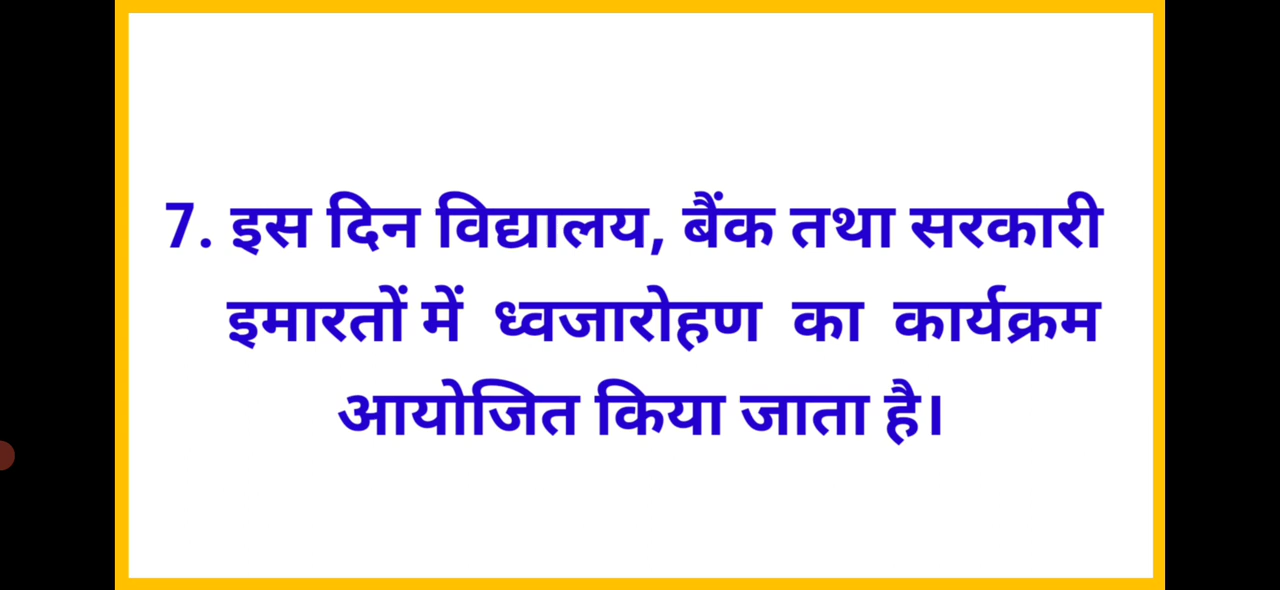 7. इस दिन विद्यालय, बैंक तथा सरकारी
इमारतों में ध्वजारोहण का कार्यक्रम
आयोजित किया जाता है।